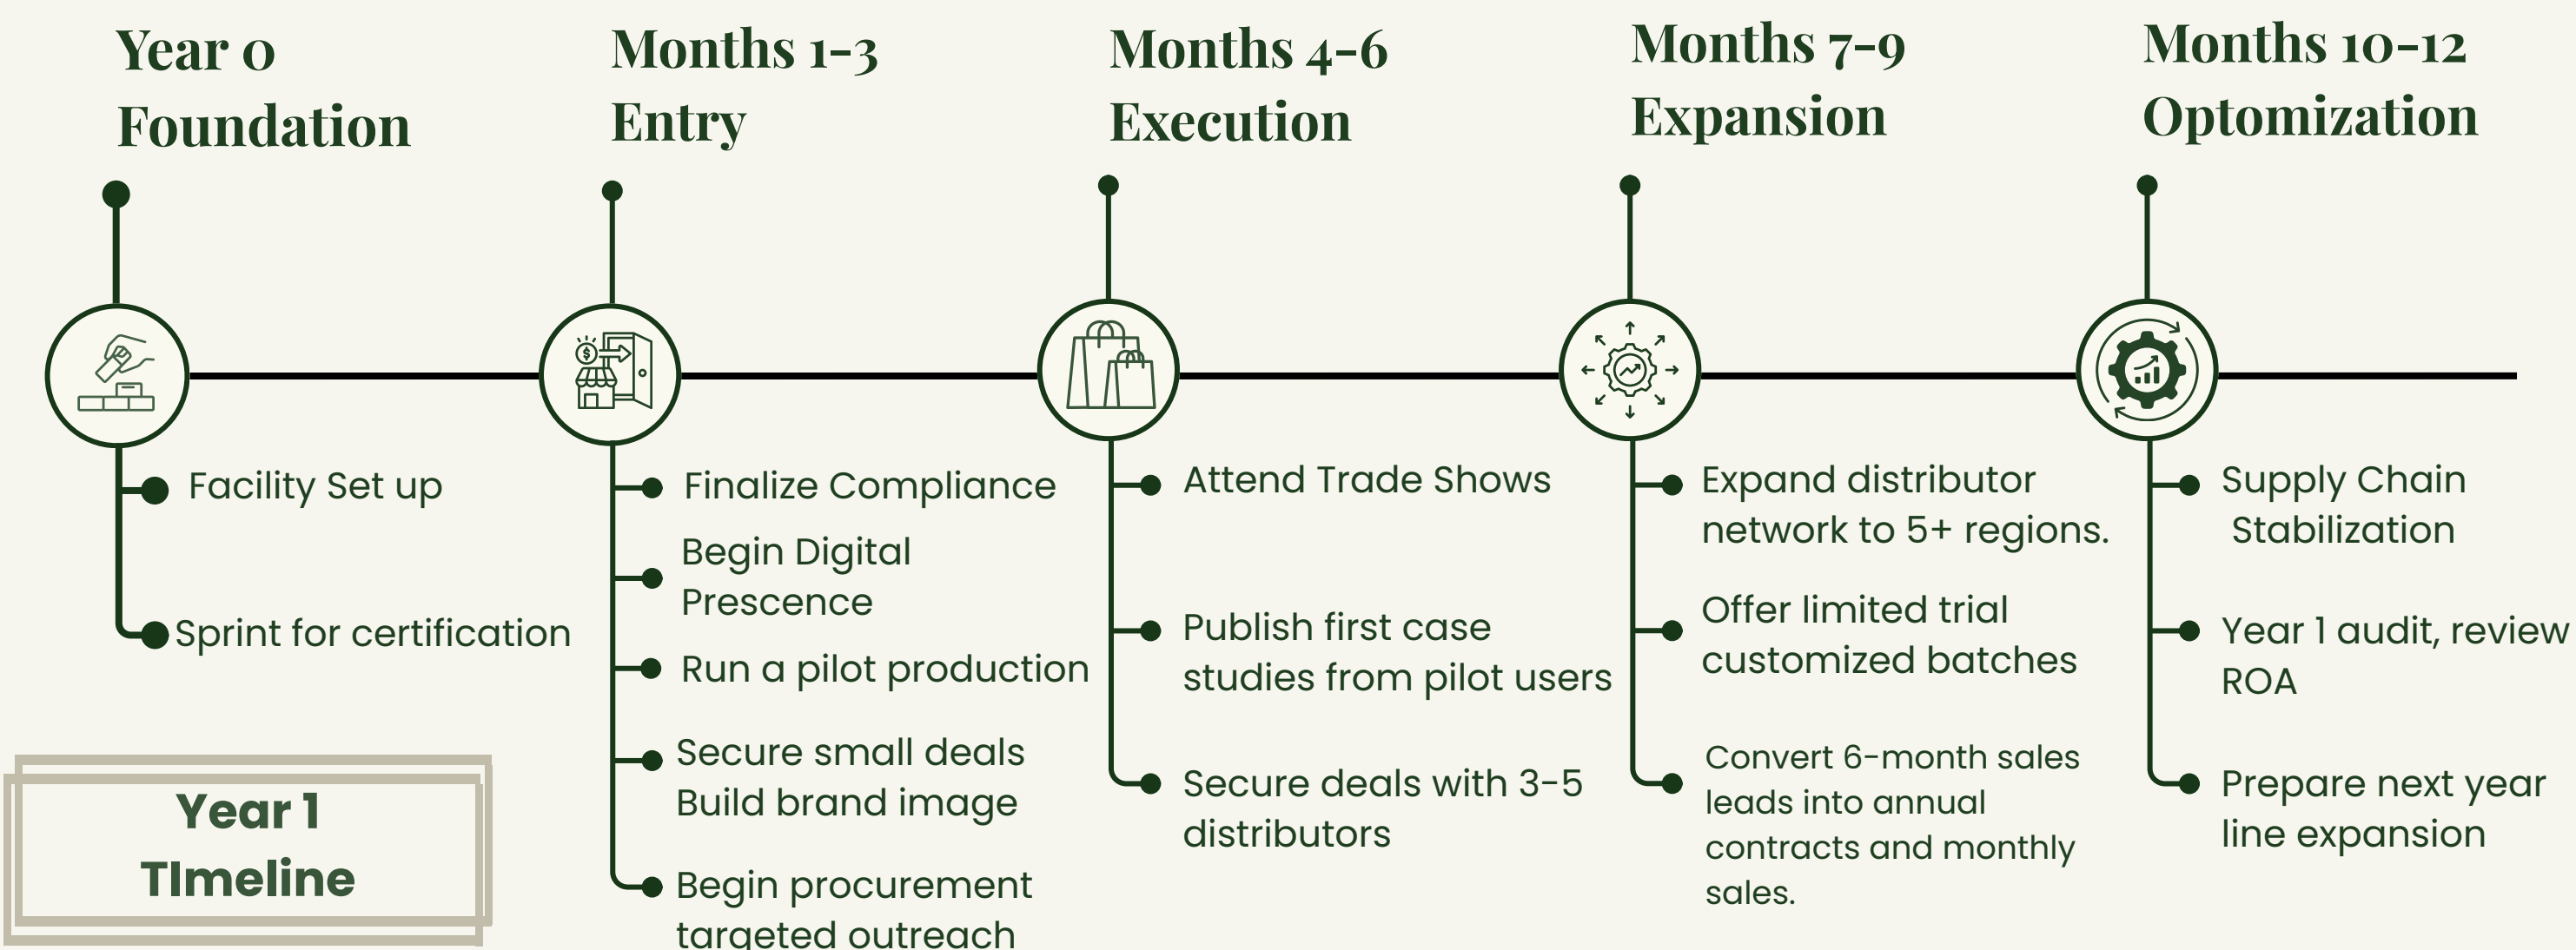 Year 0
Foundation
Facility Set up
Sprint for certification
Months 1-3
Entry
$
Finalize Compliance
Begin Digital
Prescence
Run a pilot production
Secure small deals
Build brand image
Begin procurement
targeted outreach
Months 4-6
Execution
Attend Trade Shows
Publish first case
studies from pilot users
Secure deals with 3-5
distributors
Months 7-9
Expansion
Expand distributor
network to 5+ regions.
Offer limited trial
customized batches
Convert 6-month sales
leads into annual
contracts and monthly
sales.
Months 10-12
Optomization
Supply Chain
Stabilization
Year 1 audit, review
ROA
Prepare next year
line expansion
Year 1
TImeline